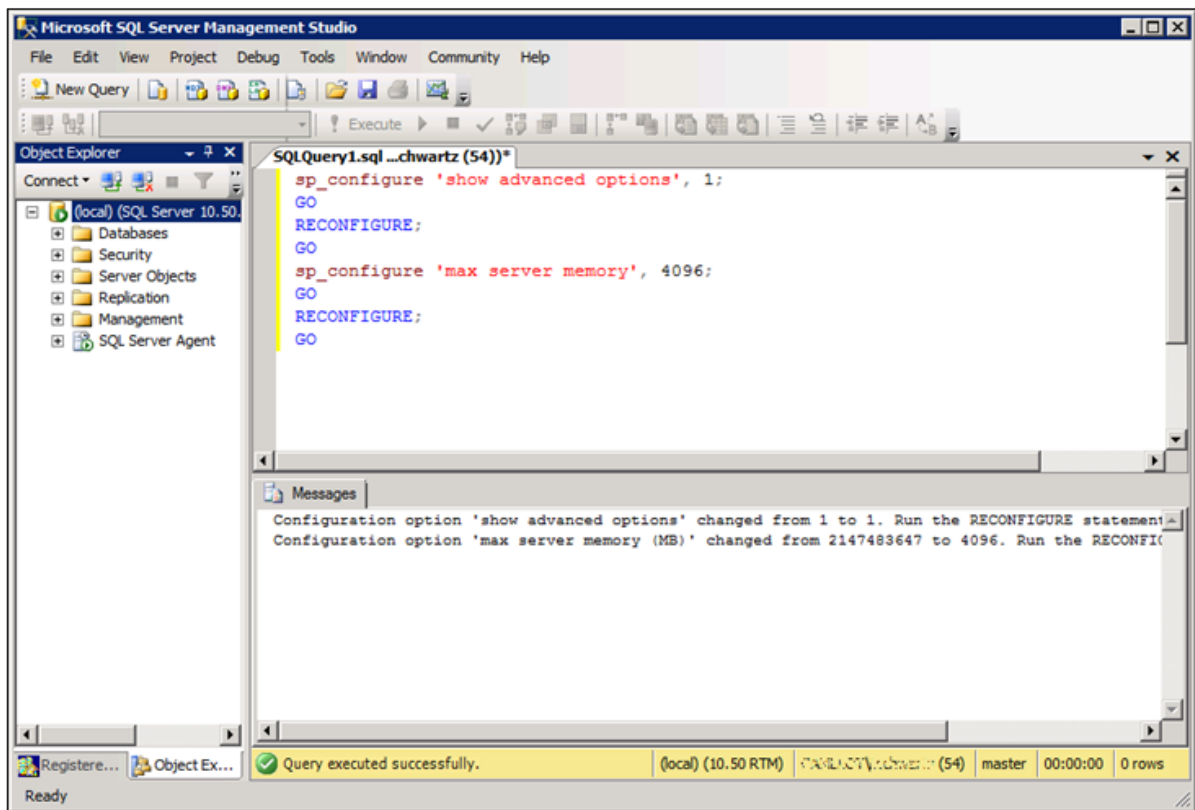 Microsoft SQL Server Management Studio
File Edit View Project Debug Tools Window Community Help
New Query
Execute
Object Explorer
Connect
(local) (SQL Server 10.50.
Databases
Security
Server Objects
Replication
Management
SQL Server Agent
SQLQuery1.sql ...chwartz (54))*
sp_configure 'show advanced options', 1;
GO
RECONFIGURE;
GO
sp_configure 'max server memory', 4096;
GO
RECONFIGURE;
GO
Messages
Configuration option 'show advanced options' changed from 1 to 1. Run the RECONFIGURE statement
Configuration option 'max server memory (MB)' changed from 2147483647 to 4096. Run the RECONFIG
Registere... Object Ex...
Query executed successfully. (local) (10.50 RTM) (54) master 00:00:00 0 rows
Ready